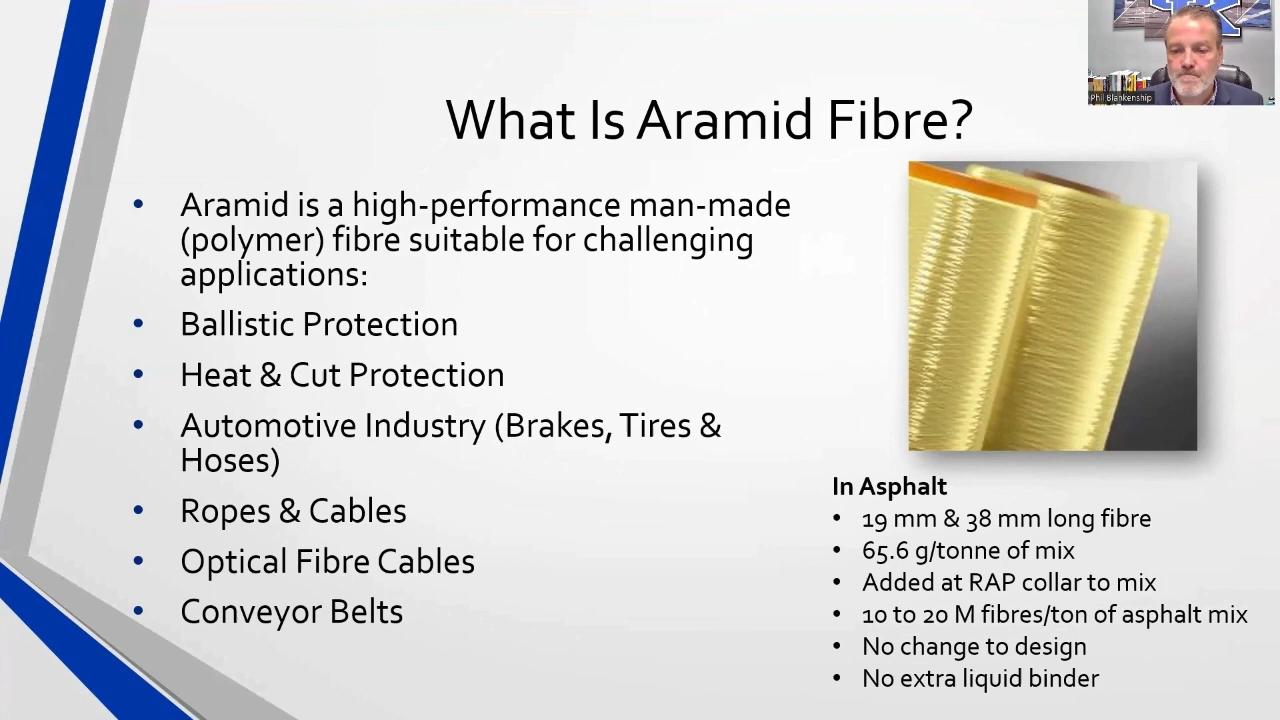 Phil Blankenship
What Is Aramid Fibre?
• Aramid is a high-performance man-made
(polymer) fibre suitable for challenging
applications:
• Ballistic Protection
• Heat & Cut Protection
• Automotive Industry (Brakes, Tires &
Hoses)
• Ropes & Cables
• Optical Fibre Cables
• Conveyor Belts
In Asphalt
• 19 mm & 38 mm long fibre
• 65.6 g/tonne of mix
• Added at RAP collar to mix
• 10 to 20 M fibres/ton of asphalt mix
• No change to design
• No extra liquid binder